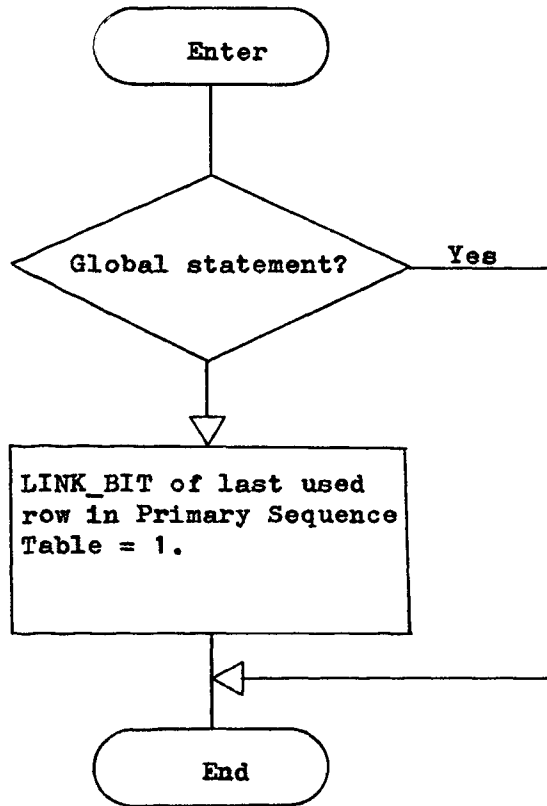 Enter
Global statement?
Yes
LINK_BIT of last used
row in Primary Sequence
Table = 1.
End